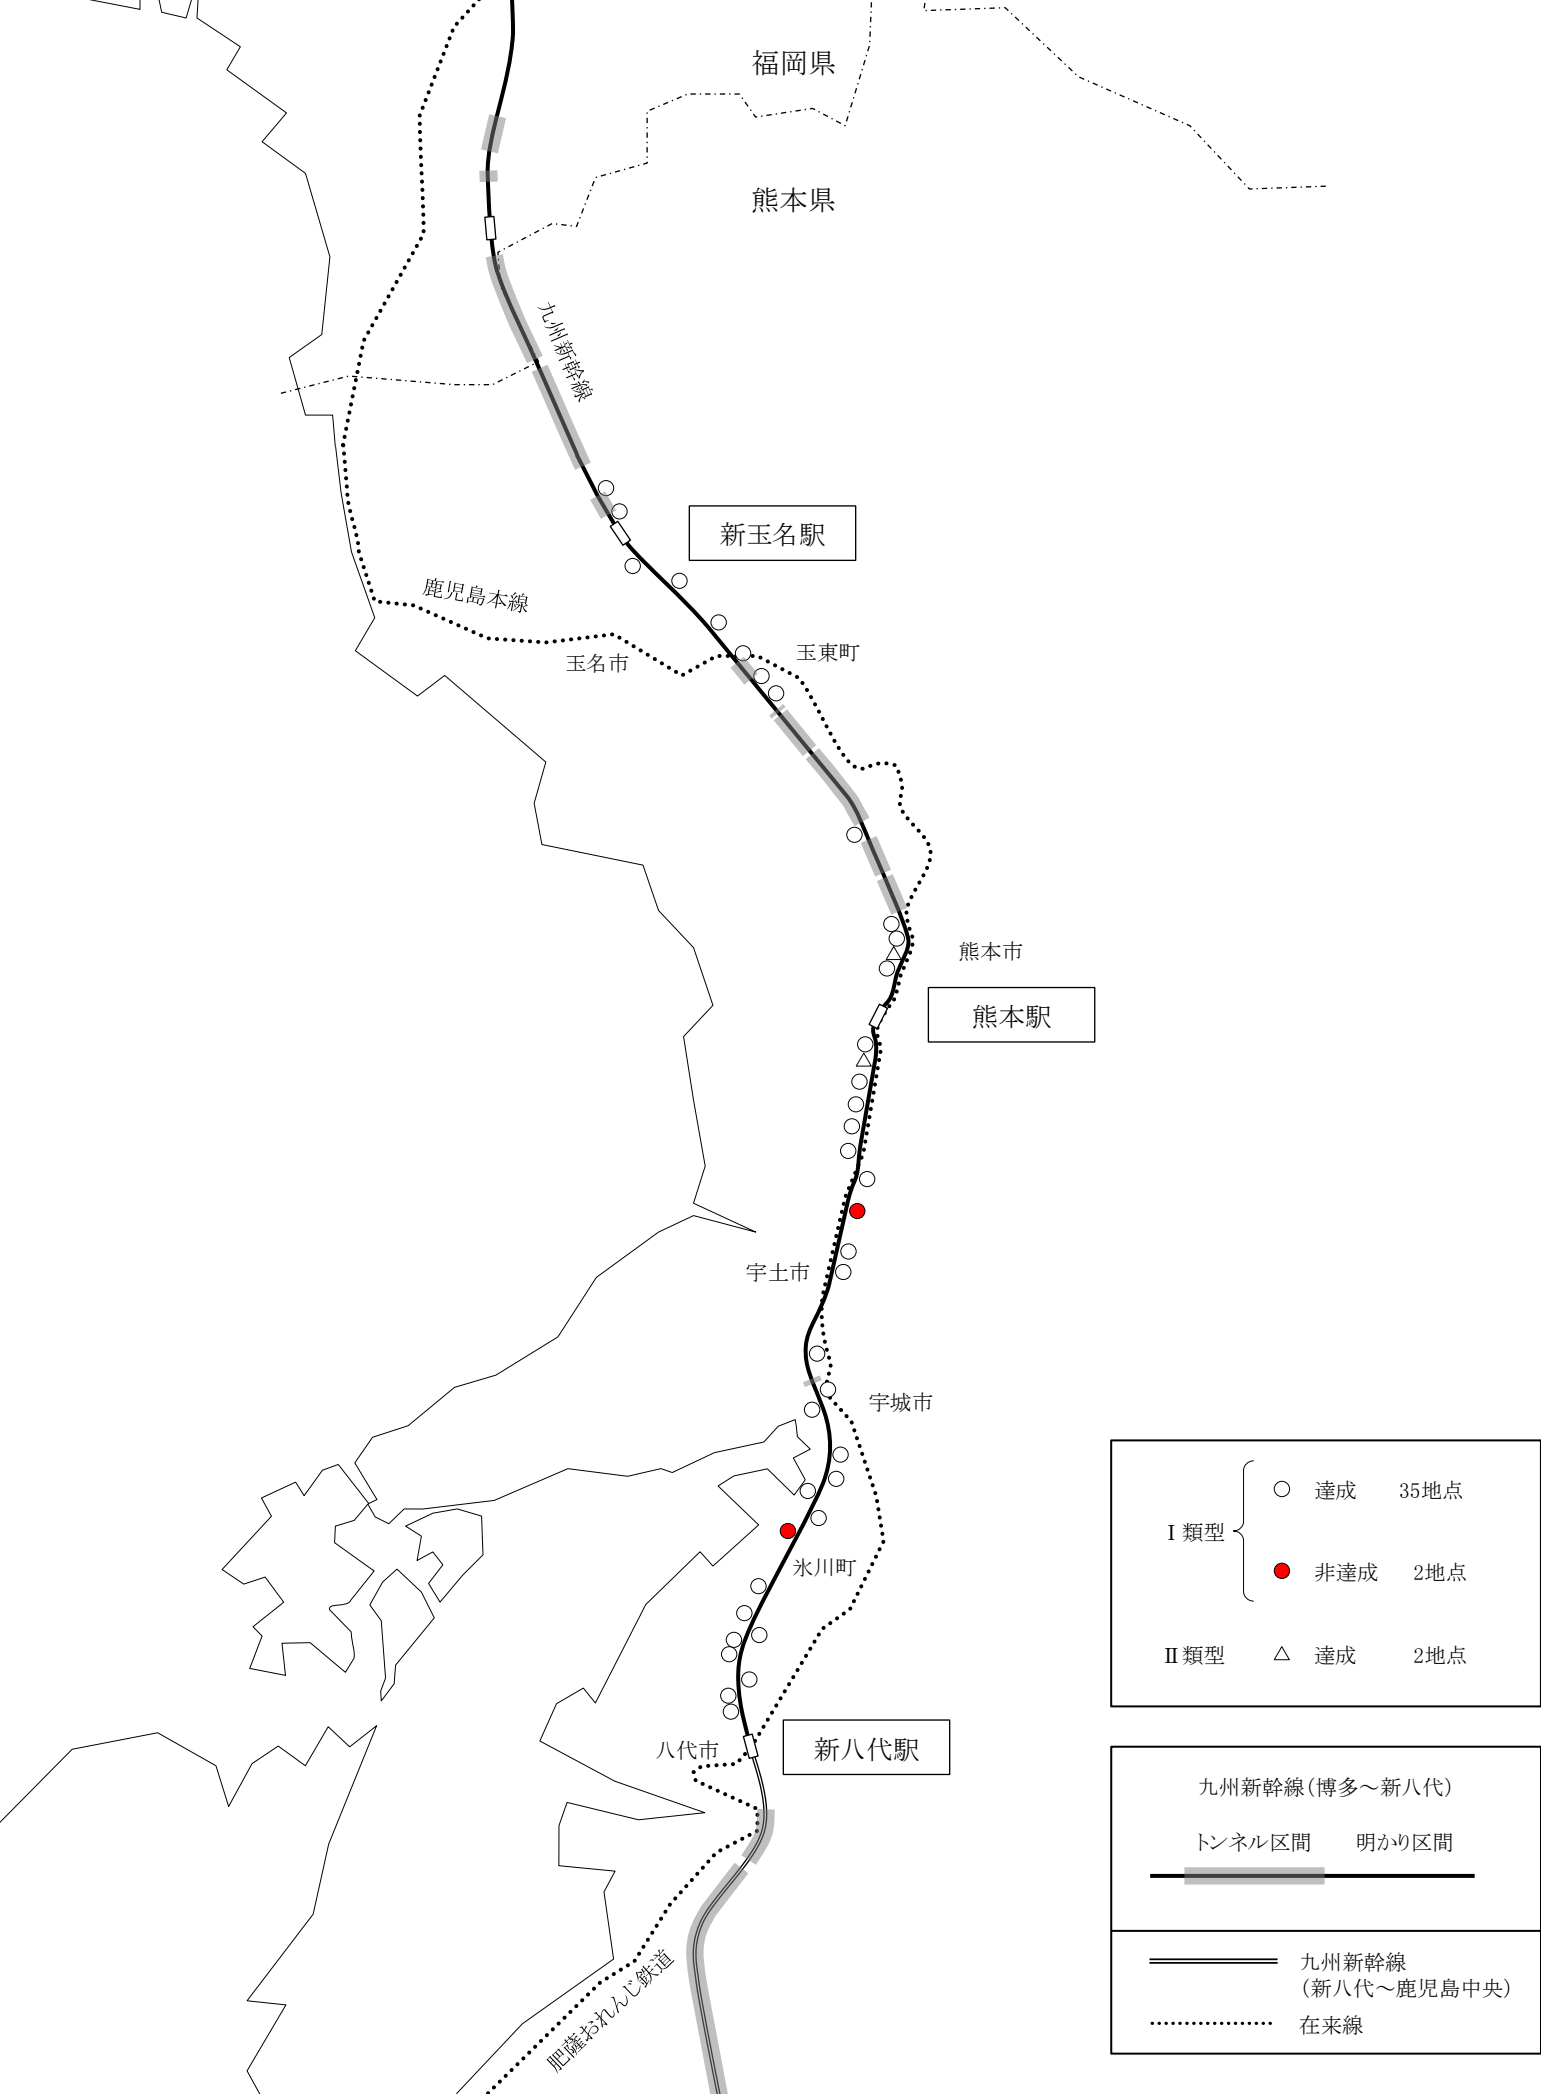 福岡県
熊本県
九州新幹線
新玉名駅
鹿児島本線
玉名市
玉東町
熊本市
熊本駅
宇土市
宇城市
氷川町
八代市
新八代駅
肥薩おれんじ鉄道
Ⅰ類型
○ 達成 35地点
● 非達成 2地点
Ⅱ類型 △ 達成 2地点
九州新幹線(博多～新八代)
トンネル区間 明かり区間
九州新幹線
(新八代～鹿児島中央)
在来線